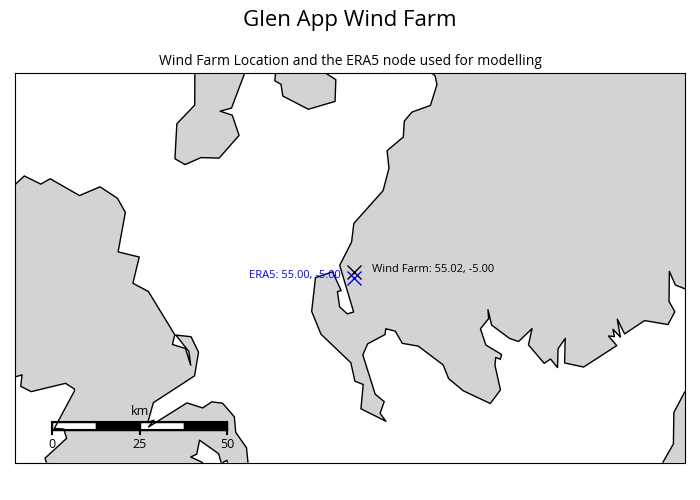 Glen App Wind Farm
Wind Farm Location and the ERA5 node used for modelling
Wind Farm: 55.02, -5.00
ERA5: 55.00, -5.00
km
0 25 50